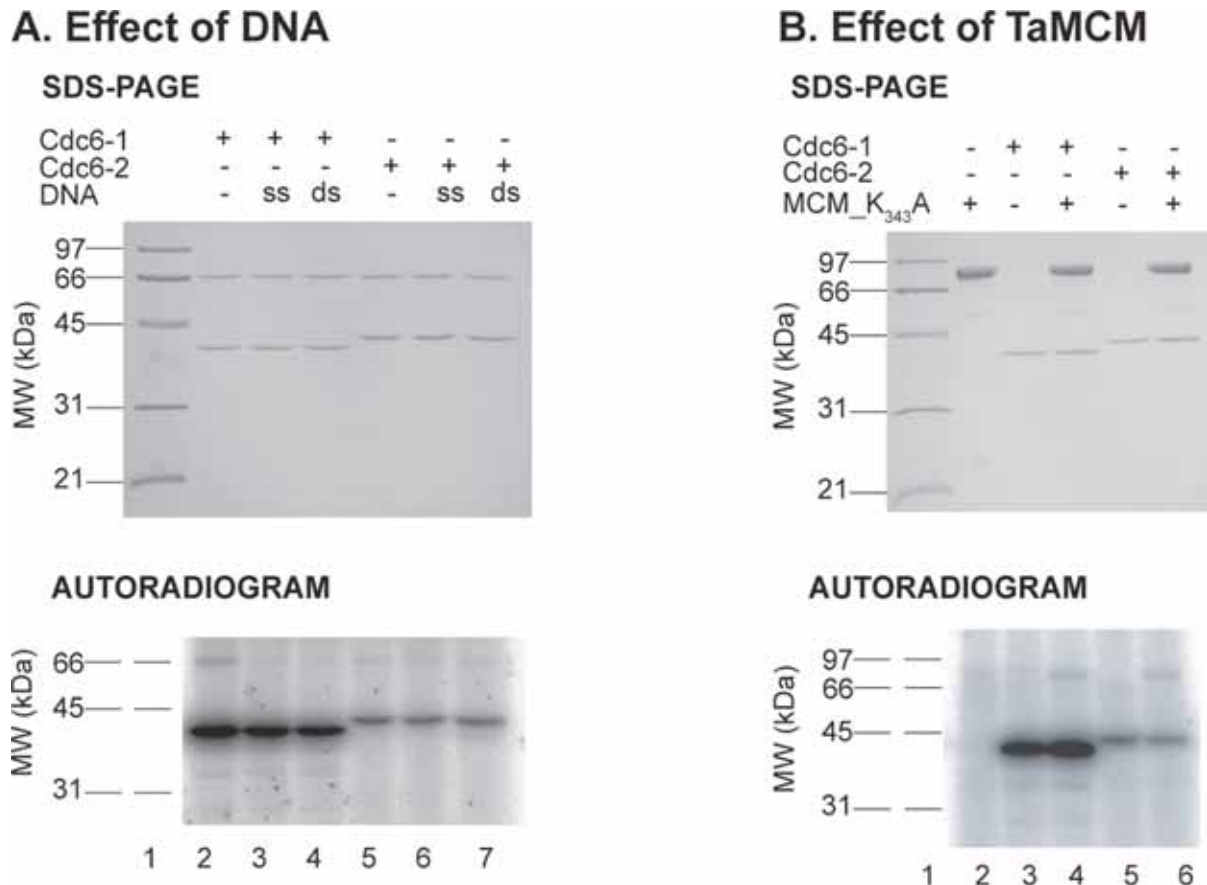 A. Effect of DNA
SDS-PAGE
Cdc6-1 + + + - - -
Cdc6-2 - - - + + +
DNA - ss ds - ss ds
MW (kDa)
97
66
45
31
21
AUTORADIOGRAM
MW (kDa)
66
45
31
1 2 3 4 5 6 7
B. Effect of TaMCM
SDS-PAGE
Cdc6-1 - + + - -
Cdc6-2 - - - + +
MCM_K343A + - + - +
MW (kDa)
97
66
45
31
21
AUTORADIOGRAM
MW (kDa)
97
66
45
31
1 2 3 4 5 6